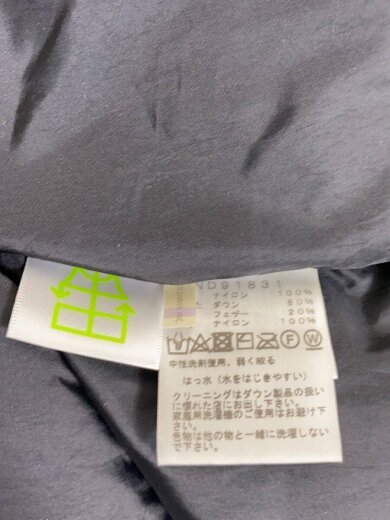 ND91831
ナイロン 100%
た ダウン 80%
フェザー 20%
ナイロン 100%
中性洗剤使用、弱く絞る
はっ水(水をはじきやすい)
クリーニングはダウン製品の扱い
に慣れた店にお出し下さい。
家庭用洗濯機のご使用はお避け下
さい。
色物は他の物と一緒に洗濯しない
で下さい。